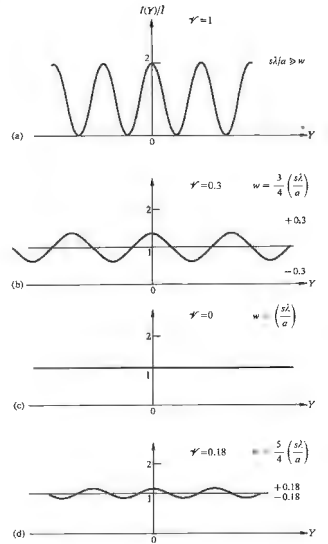 I(Y)/Ī
𝒱 = 1
2
sλ/a ≫ w
(a)
0
Y
𝒱 = 0.3
w = 3/4 (sλ/a)
2
+0.3
1
−0.3
(b)
0
Y
𝒱 = 0
w = (sλ/a)
2
1
(c)
0
Y
𝒱 = 0.18
5/4 (sλ/a)
2
+0.18
1
−0.18
(d)
0
Y